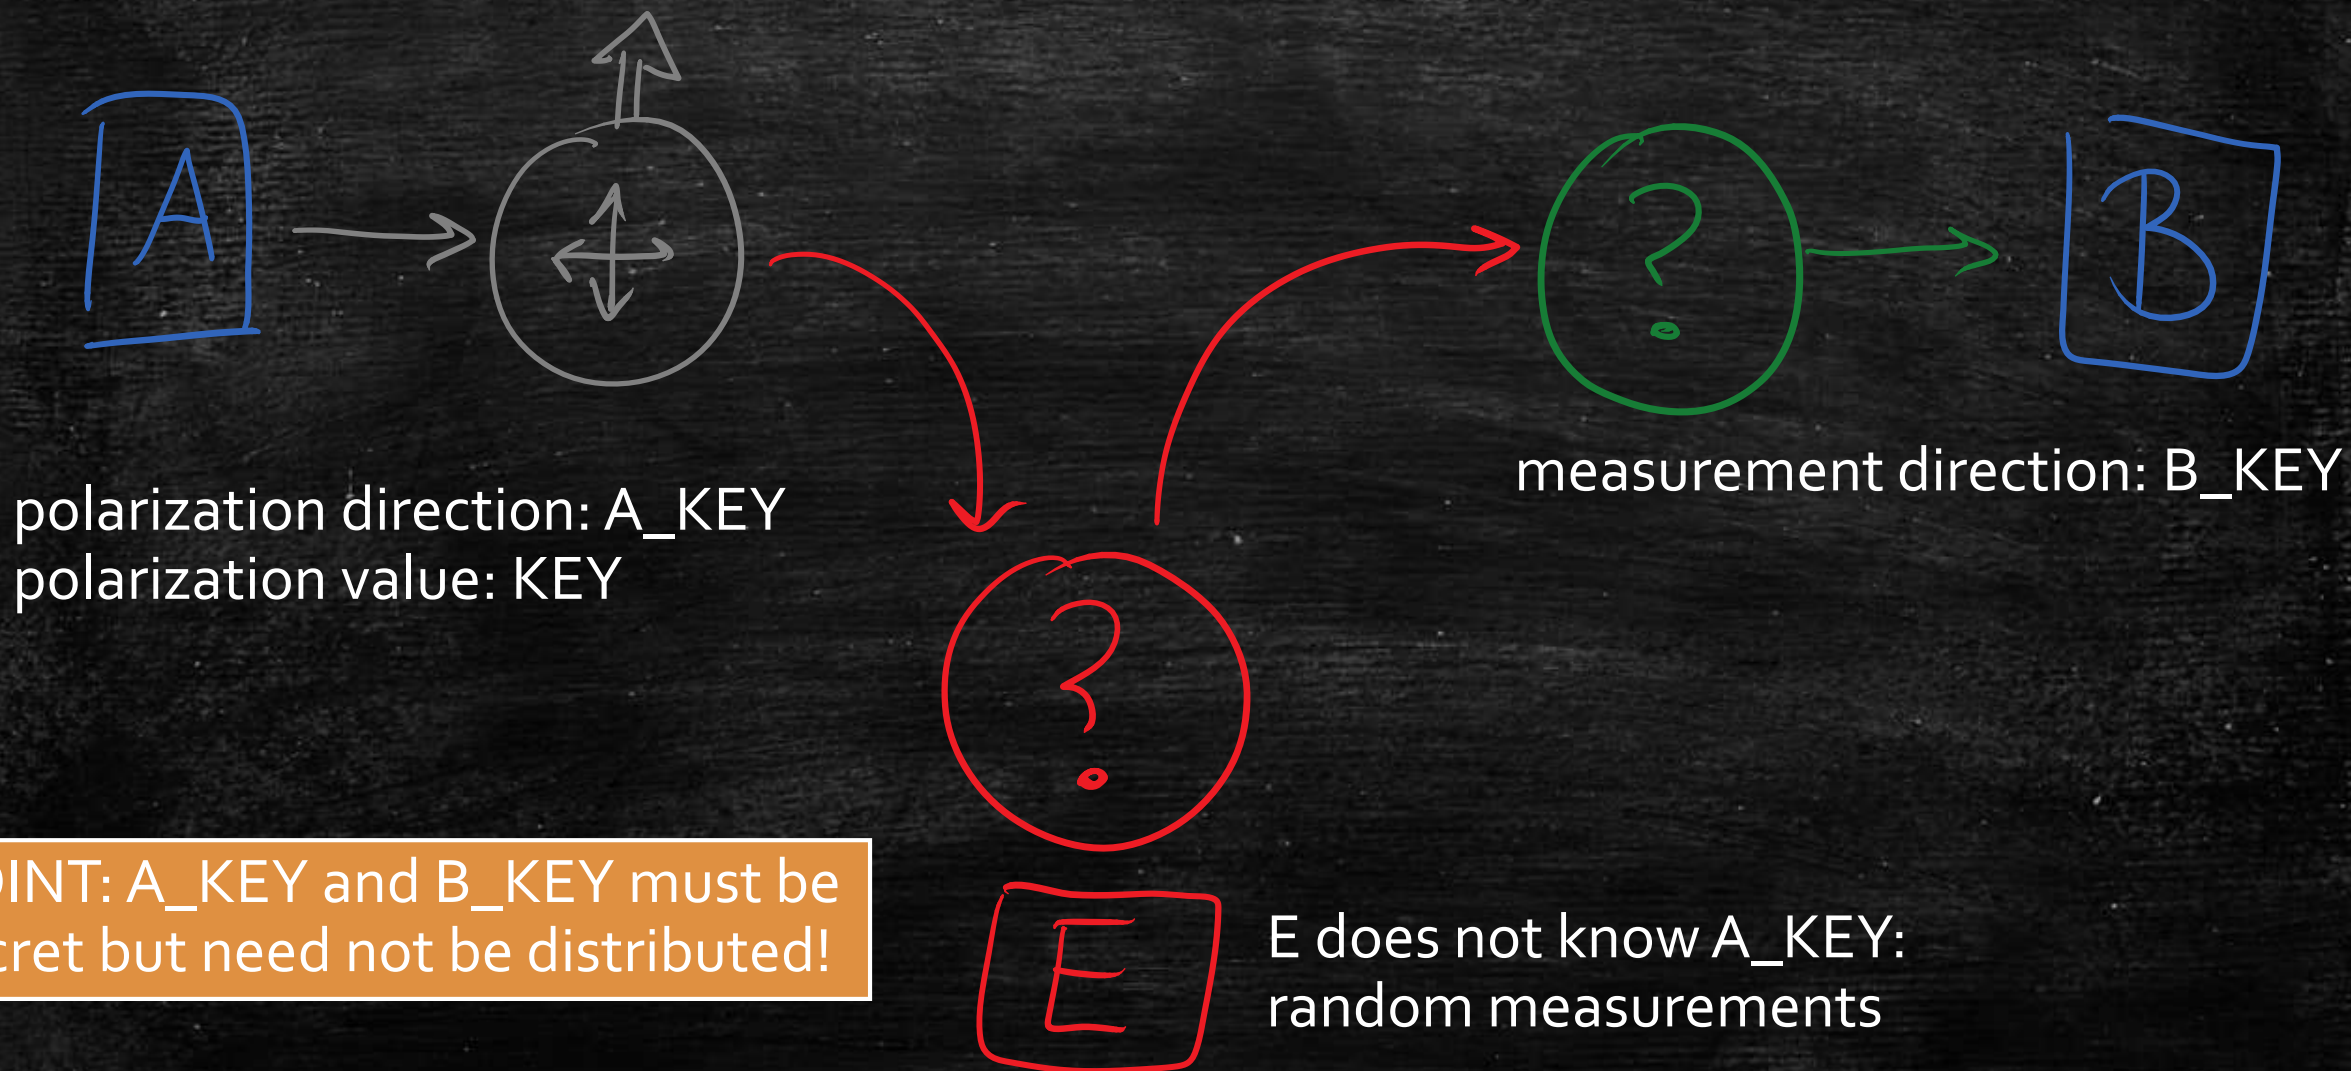 A
?
B
measurement direction: B_KEY
polarization direction: A_KEY
polarization value: KEY
?
INT: A_KEY and B_KEY must be
cret but need not be distributed!
E
E does not know A_KEY:
random measurements